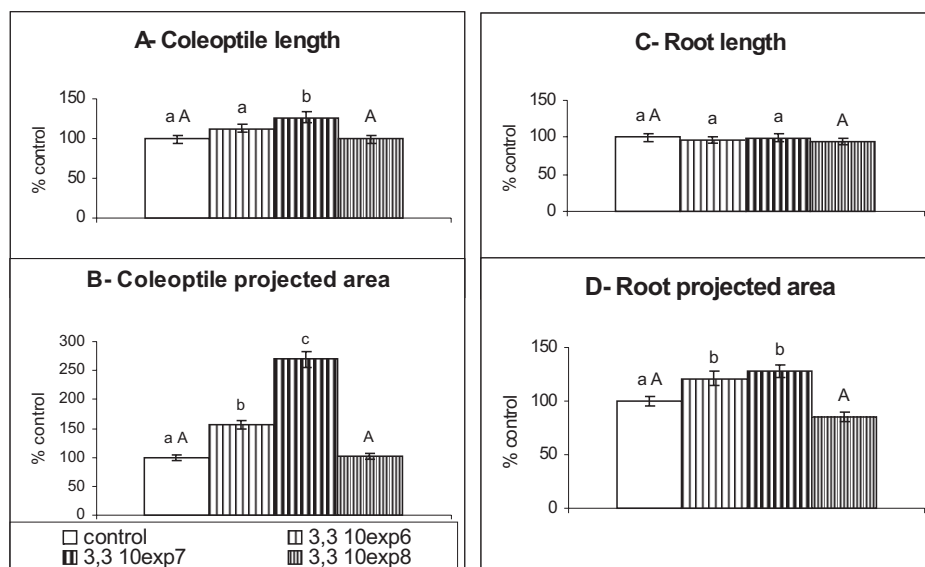 A- Coleoptile length
150
100
50
0
% control
a A
a
b
A
B- Coleoptile projected area
300
250
200
150
100
50
0
% control
a A
b
c
A
control
3,3 10exp6
3,3 10exp7
3,3 10exp8
C- Root length
150
100
50
0
% control
a A
a
a
A
D- Root projected area
150
100
50
0
% control
a A
b
b
A